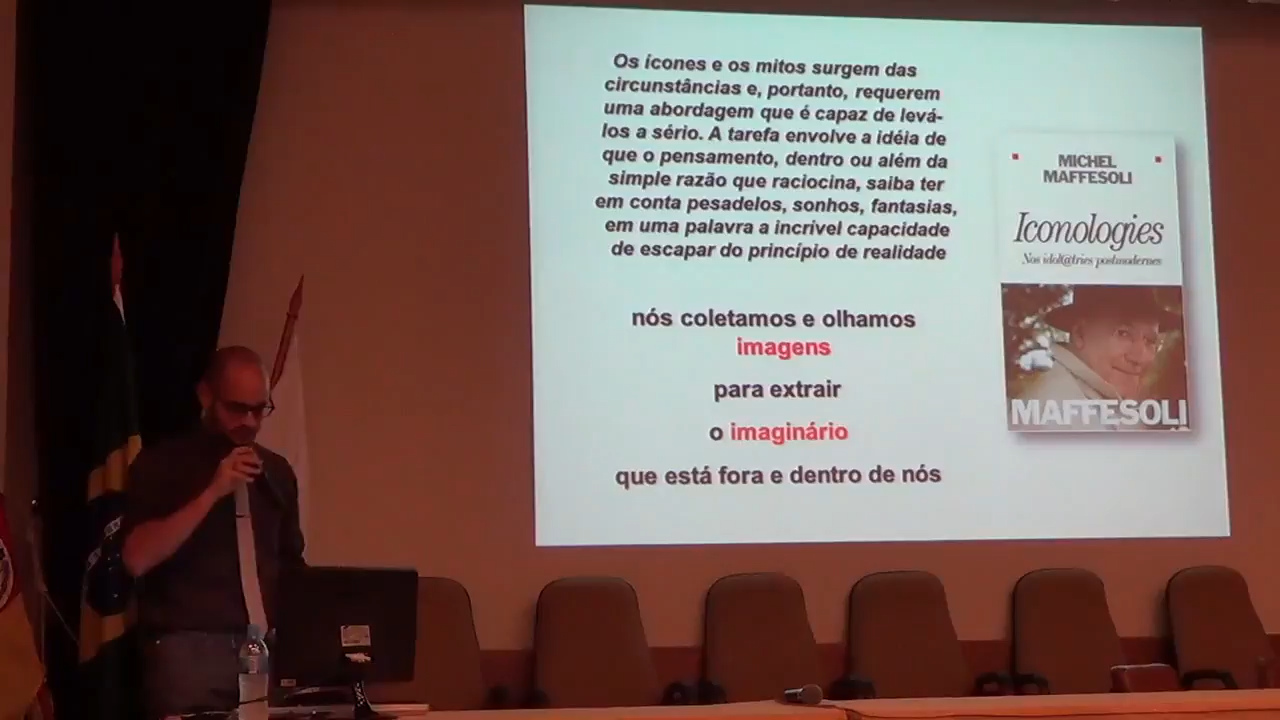 Os ícones e os mitos surgem das
circunstâncias e, portanto, requerem
uma abordagem que é capaz de levá-
los a sério. A tarefa envolve a idéia de
que o pensamento, dentro ou além da
simple razão que raciocina, saiba ter
em conta pesadelos, sonhos, fantasias,
em uma palavra a incrível capacidade
de escapar do princípio de realidade
nós coletamos e olhamos
imagens
para extrair
o imaginário
que está fora e dentro de nós
MICHEL
MAFFESOLI
Iconologies
Nos idol@tries postmodernes
MAFFESOLI